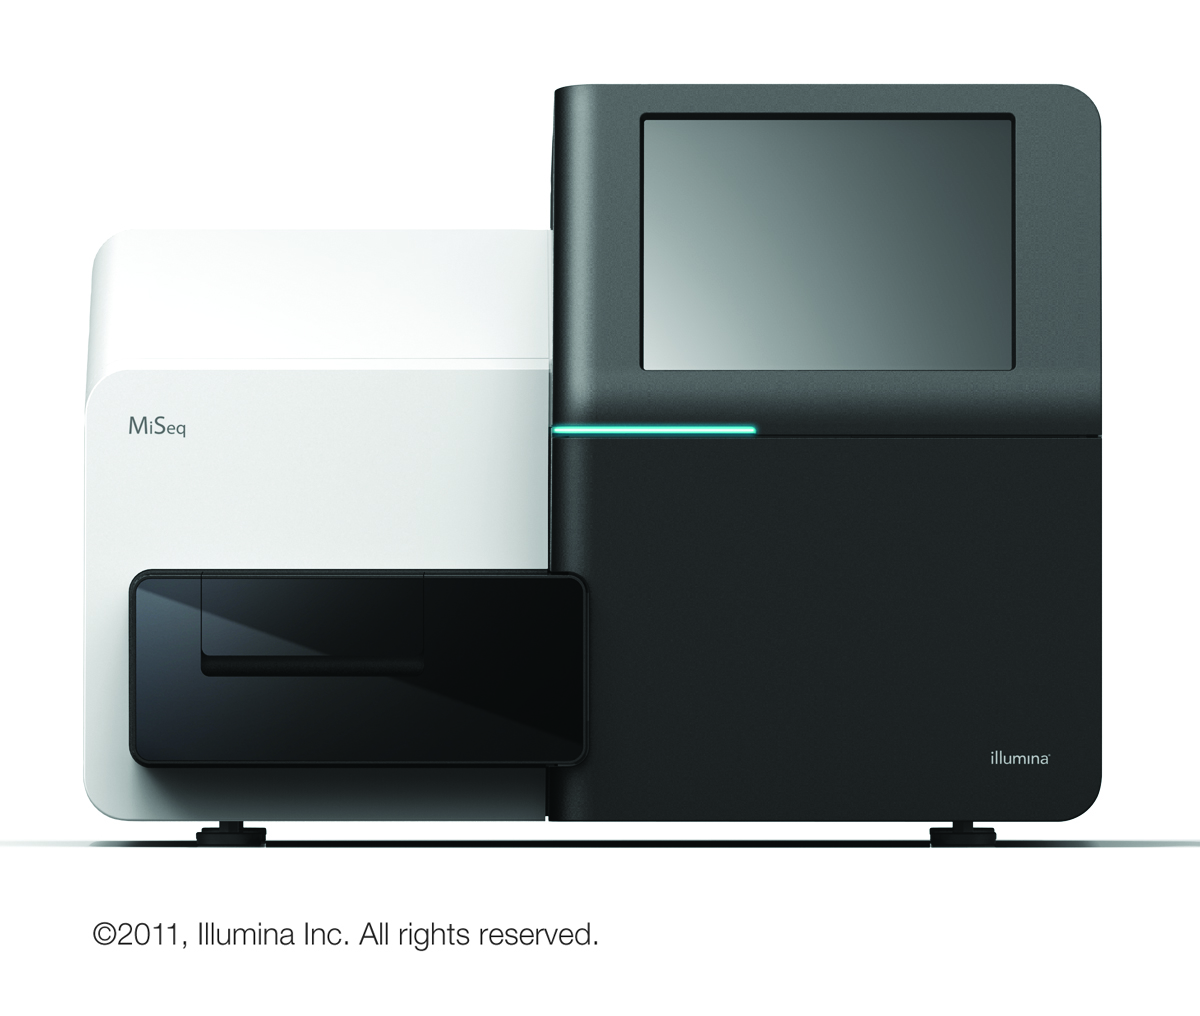 MiSeq
illumina
©2011, Illumina Inc. All rights reserved.